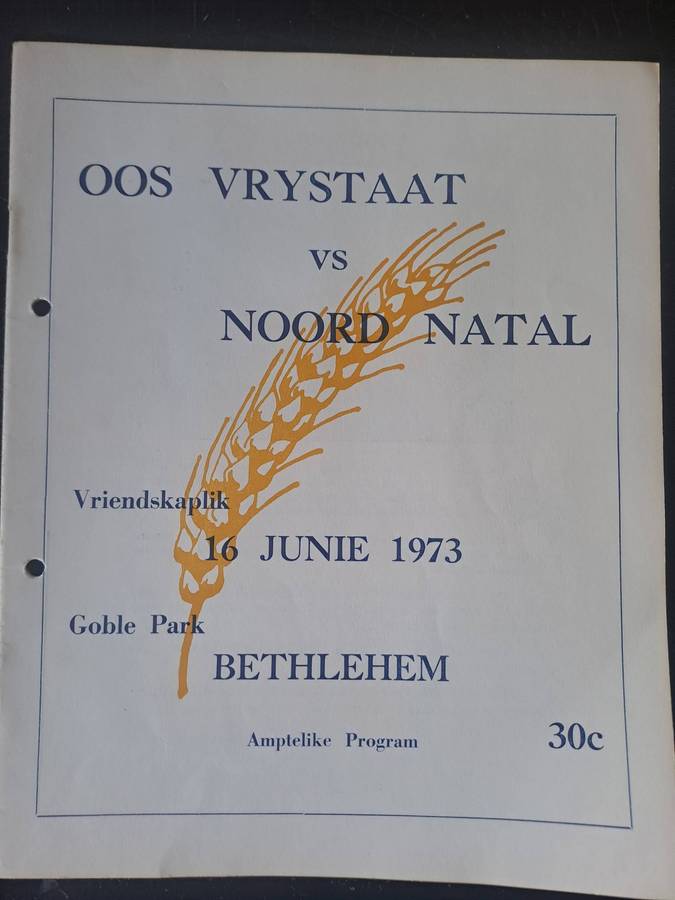 OOS VRYSTAAT
VS
NOORD NATAL
Vriendskaplik
16 JUNIE 1973
Goble Park
BETHLEHEM
Amptelike Program
30c